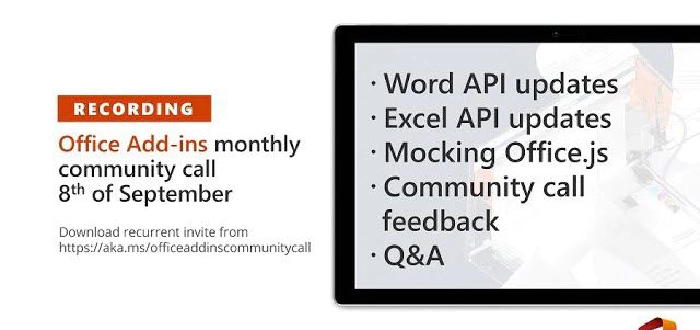 RECORDING
Office Add-ins monthly
community call
8th of September
Download recurrent invite from
https://aka.ms/officeaddinscommunitycall
· Word API updates
· Excel API updates
· Mocking Office.js
· Community call
feedback
· Q&A